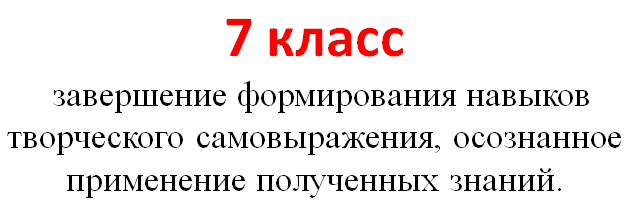 7 класс
завершение формирования навыков
творческого самовыражения, осознанное
применение полученных знаний.